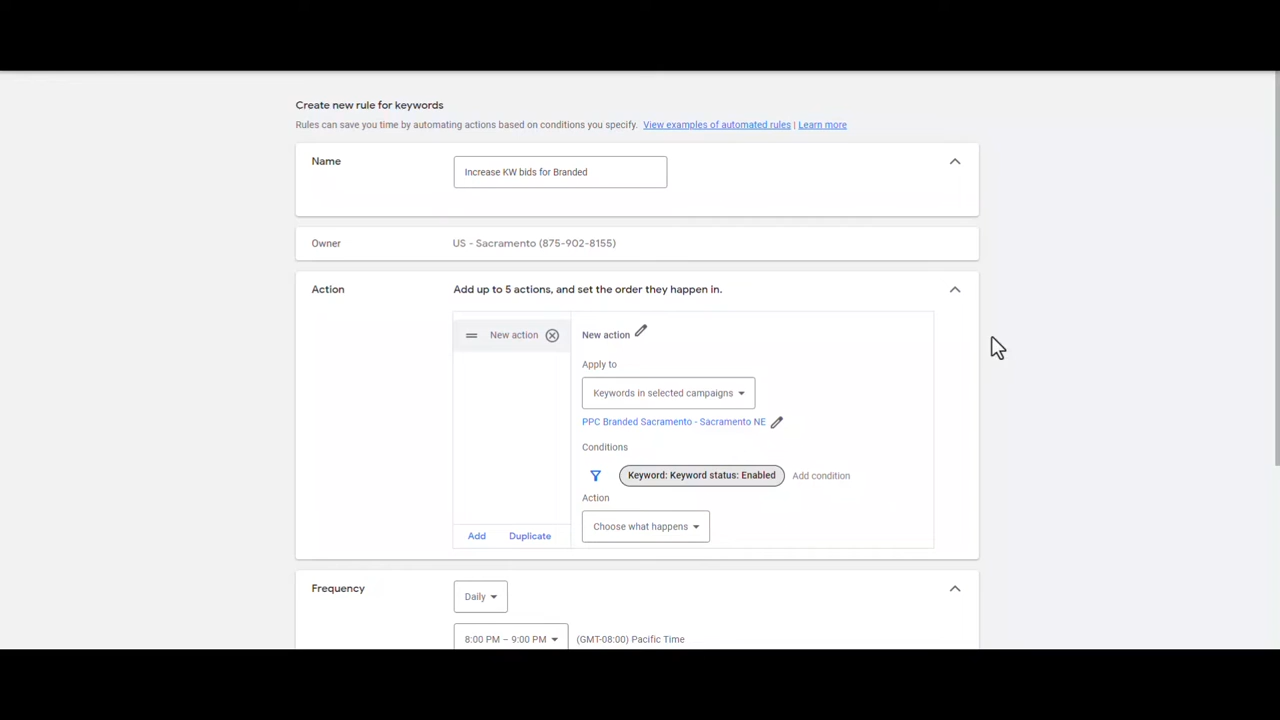 Create new rule for keywords
Rules can save you time by automating actions based on conditions you specify. View examples of automated rules | Learn more
Name
Increase KW bids for Branded
Owner
US - Sacramento (875-902-8155)
Action
Add up to 5 actions, and set the order they happen in.
New action
New action
Apply to
Keywords in selected campaigns
PPC Branded Sacramento - Sacramento NE
Conditions
Keyword: Keyword status: Enabled
Add condition
Action
Choose what happens
Add
Duplicate
Frequency
Daily
8:00 PM – 9:00 PM
(GMT-08:00) Pacific Time